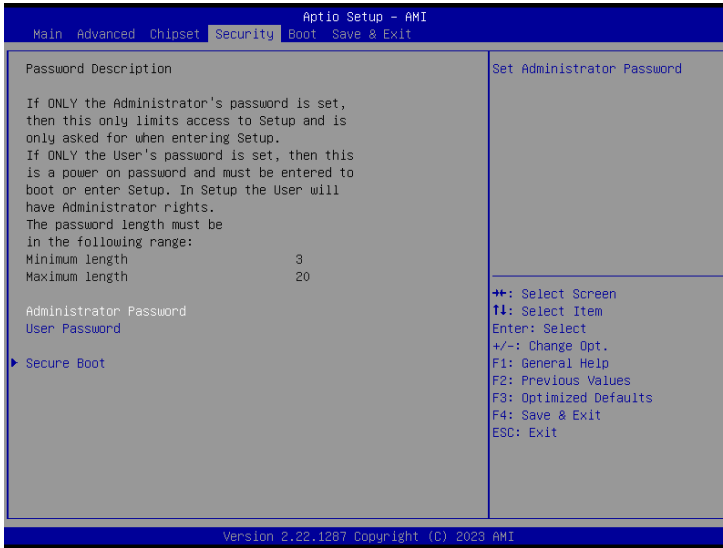 Aptio Setup – AMI
Main Advanced Chipset Security Boot Save & Exit
Password Description
If ONLY the Administrator's password is set,
then this only limits access to Setup and is
only asked for when entering Setup.
If ONLY the User's password is set, then this
is a power on password and must be entered to
boot or enter Setup. In Setup the User will
have Administrator rights.
The password length must be
in the following range:
Minimum length 3
Maximum length 20
Administrator Password
User Password
Secure Boot
Set Administrator Password
→←: Select Screen
↑↓: Select Item
Enter: Select
+/-: Change Opt.
F1: General Help
F2: Previous Values
F3: Optimized Defaults
F4: Save & Exit
ESC: Exit
Version 2.22.1287 Copyright (C) 2023 AMI